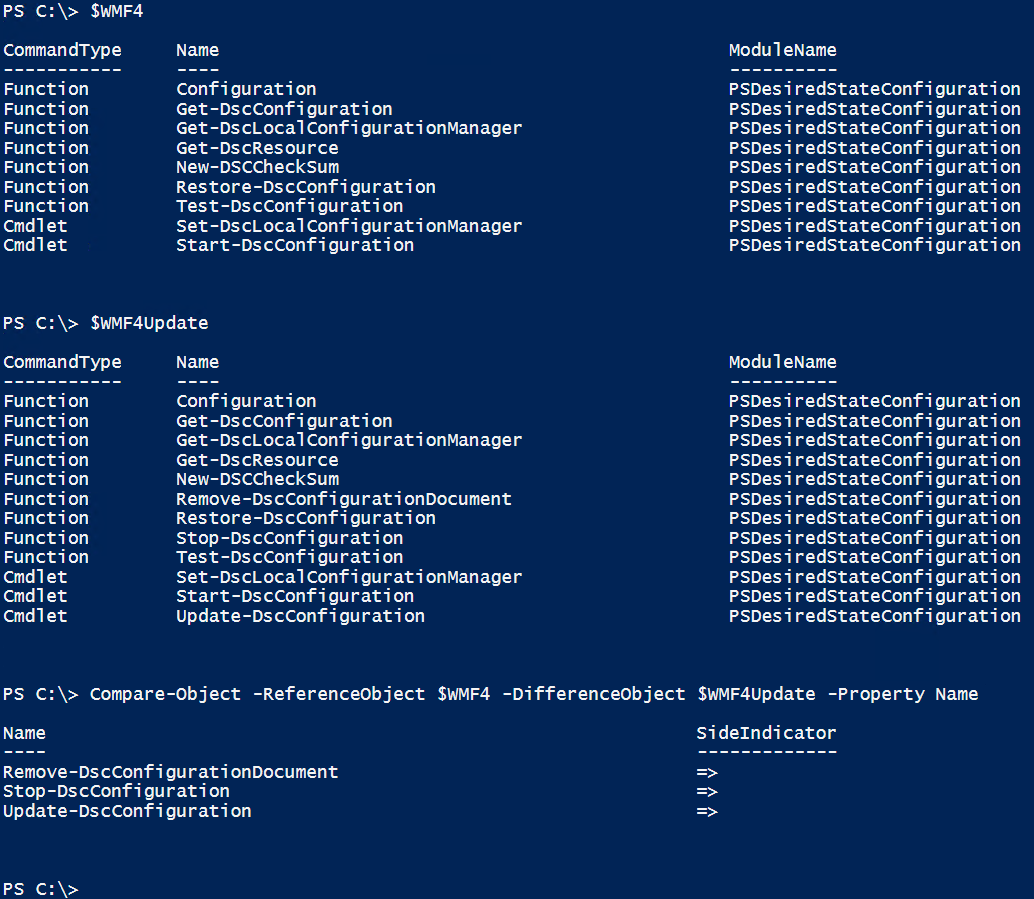 PS C:\> $WMF4
CommandType     Name                                               ModuleName
-----------     ----                                               ----------
Function        Configuration                                      PSDesiredStateConfiguration
Function        Get-DscConfiguration                               PSDesiredStateConfiguration
Function        Get-DscLocalConfigurationManager                   PSDesiredStateConfiguration
Function        Get-DscResource                                    PSDesiredStateConfiguration
Function        New-DSCCheckSum                                    PSDesiredStateConfiguration
Function        Restore-DscConfiguration                           PSDesiredStateConfiguration
Function        Test-DscConfiguration                              PSDesiredStateConfiguration
Cmdlet          Set-DscLocalConfigurationManager                   PSDesiredStateConfiguration
Cmdlet          Start-DscConfiguration                             PSDesiredStateConfiguration
PS C:\> $WMF4Update
CommandType     Name                                               ModuleName
-----------     ----                                               ----------
Function        Configuration                                      PSDesiredStateConfiguration
Function        Get-DscConfiguration                               PSDesiredStateConfiguration
Function        Get-DscLocalConfigurationManager                   PSDesiredStateConfiguration
Function        Get-DscResource                                    PSDesiredStateConfiguration
Function        New-DSCCheckSum                                    PSDesiredStateConfiguration
Function        Remove-DscConfigurationDocument                    PSDesiredStateConfiguration
Function        Restore-DscConfiguration                           PSDesiredStateConfiguration
Function        Stop-DscConfiguration                              PSDesiredStateConfiguration
Function        Test-DscConfiguration                              PSDesiredStateConfiguration
Cmdlet          Set-DscLocalConfigurationManager                   PSDesiredStateConfiguration
Cmdlet          Start-DscConfiguration                             PSDesiredStateConfiguration
Cmdlet          Update-DscConfiguration                            PSDesiredStateConfiguration
PS C:\> Compare-Object -ReferenceObject $WMF4 -DifferenceObject $WMF4Update -Property Name
Name                                                            SideIndicator
----                                                            -------------
Remove-DscConfigurationDocument                                 =>
Stop-DscConfiguration                                           =>
Update-DscConfiguration                                         =>
PS C:\>